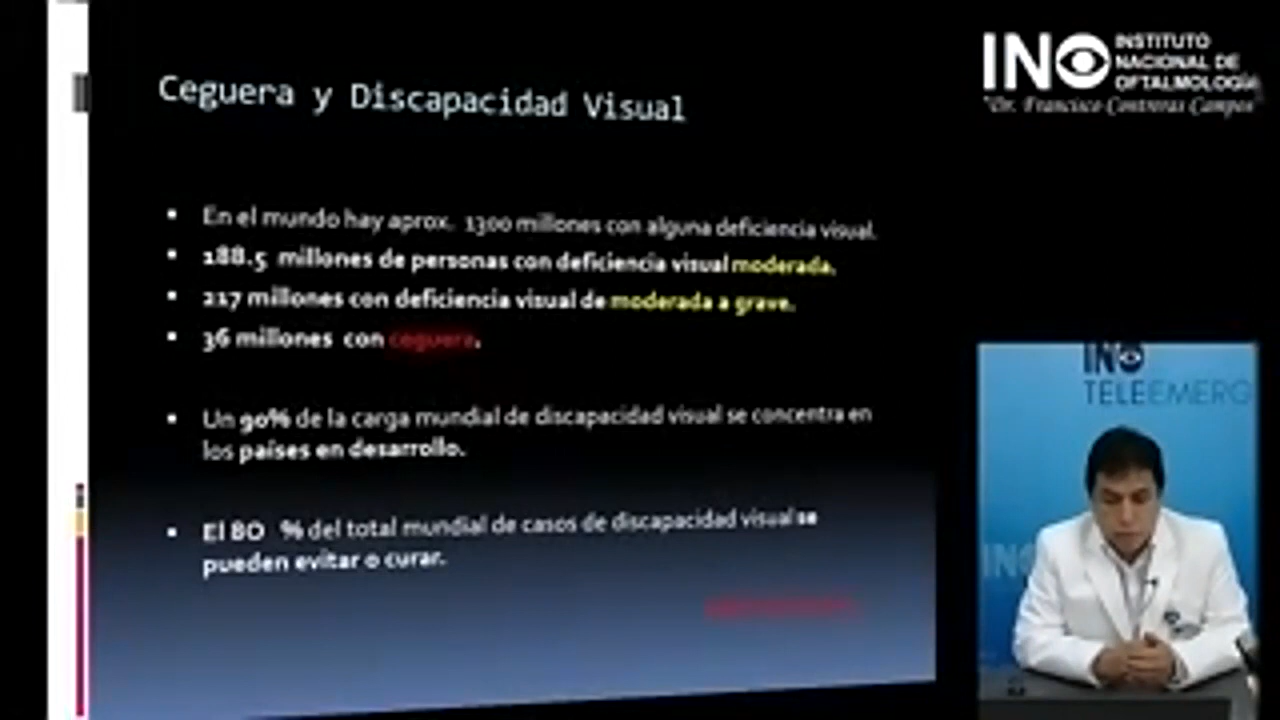 Ceguera y Discapacidad Visual
En el mundo hay aprox. 1300 millones con alguna deficiencia visual.
188.5 millones de personas con deficiencia visual moderada.
217 millones con deficiencia visual de moderada a grave.
36 millones con ceguera.
Un 90% de la carga mundial de discapacidad visual se concentra en
los países en desarrollo.
El 80 % del total mundial de casos de discapacidad visual se
pueden evitar o curar.
INO
INSTITUTO
NACIONAL DE
OFTALMOLOGÍA
"Dr. Francisco Contreras Campos"
INO
TELEEMERG
INO